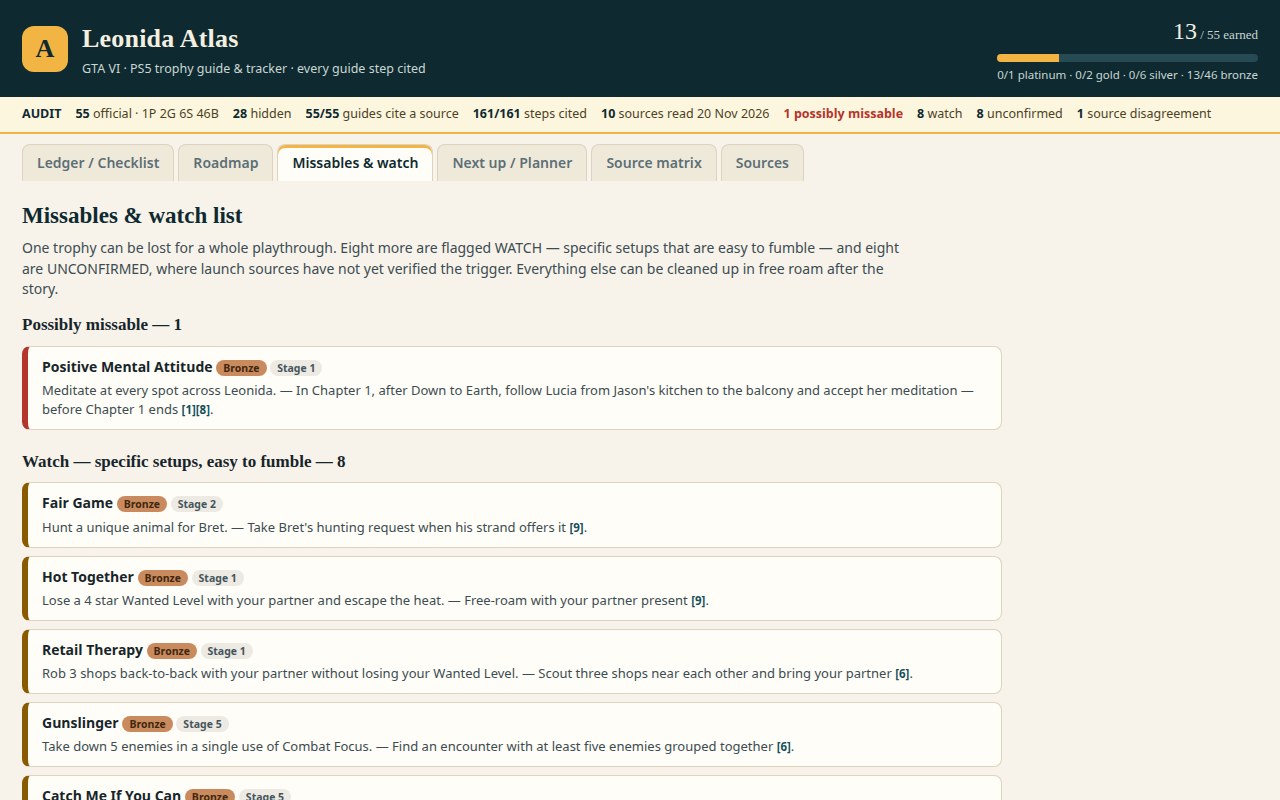 A
Leonida Atlas
GTA VI · PS5 trophy guide & tracker · every guide step cited
13 / 55 earned
0/1 platinum · 0/2 gold · 0/6 silver · 13/46 bronze
AUDIT 55 official · 1P 2G 6S 46B 28 hidden 55/55 guides cite a source 161/161 steps cited 10 sources read 20 Nov 2026 1 possibly missable 8 watch 8 unconfirmed 1 source disagreement
Ledger / Checklist Roadmap Missables & watch Next up / Planner Source matrix Sources
Missables & watch list
One trophy can be lost for a whole playthrough. Eight more are flagged WATCH — specific setups that are easy to fumble — and eight
are UNCONFIRMED, where launch sources have not yet verified the trigger. Everything else can be cleaned up in free roam after the
story.
Possibly missable — 1
Positive Mental Attitude Bronze Stage 1
Meditate at every spot across Leonida. — In Chapter 1, after Down to Earth, follow Lucia from Jason's kitchen to the balcony and accept her meditation —
before Chapter 1 ends [1][8].
Watch — specific setups, easy to fumble — 8
Fair Game Bronze Stage 2
Hunt a unique animal for Bret. — Take Bret's hunting request when his strand offers it [9].
Hot Together Bronze Stage 1
Lose a 4 star Wanted Level with your partner and escape the heat. — Free-roam with your partner present [9].
Retail Therapy Bronze Stage 1
Rob 3 shops back-to-back with your partner without losing your Wanted Level. — Scout three shops near each other and bring your partner [6].
Gunslinger Bronze Stage 5
Take down 5 enemies in a single use of Combat Focus. — Find an encounter with at least five enemies grouped together [6].
Catch Me If You Can Bronze Stage 5